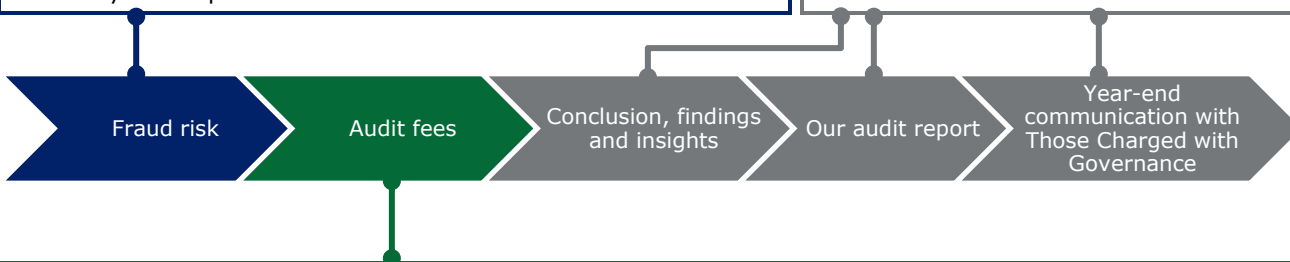 Fraud risk
Audit fees
Conclusion, findings
and insights
Our audit report
Year-end
communication with
Those Charged with
Governance